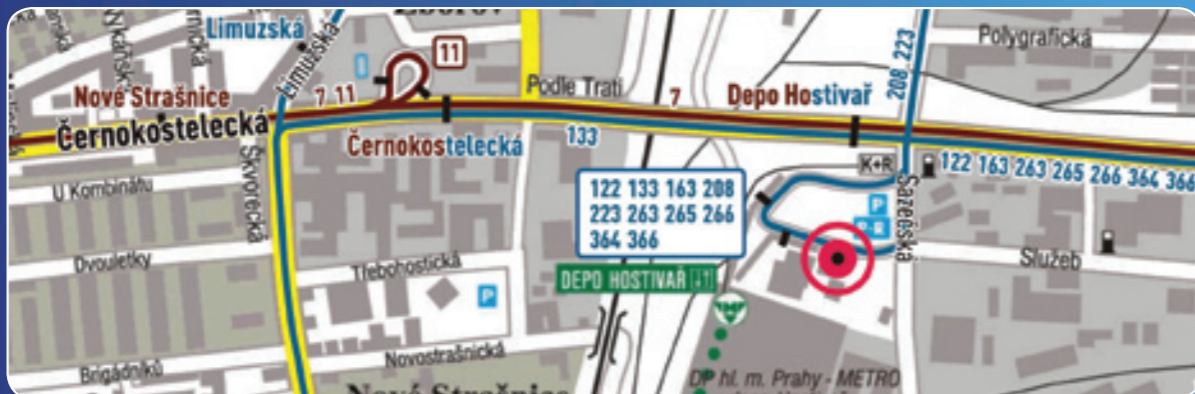 Limuzská
Limuzská
11
Polygrafická
208 223
Nové Strašnice
7 11
Podle Trati
7
Depo Hostivař
Černokostelecká
Černokostelecká
133
K+R
122 163 263 265 266 364 366
U Kombinátu
Škvorecká
122 133 163 208
223 263 265 266
364 366
P
P+R
Sazečská
Dvouletky
Třebohostická
DEPO HOSTIVAŘ
Služeb
P
Brigádníků
Novostrašnická
Nové Strašnice
DP hl. m. Prahy - METRO